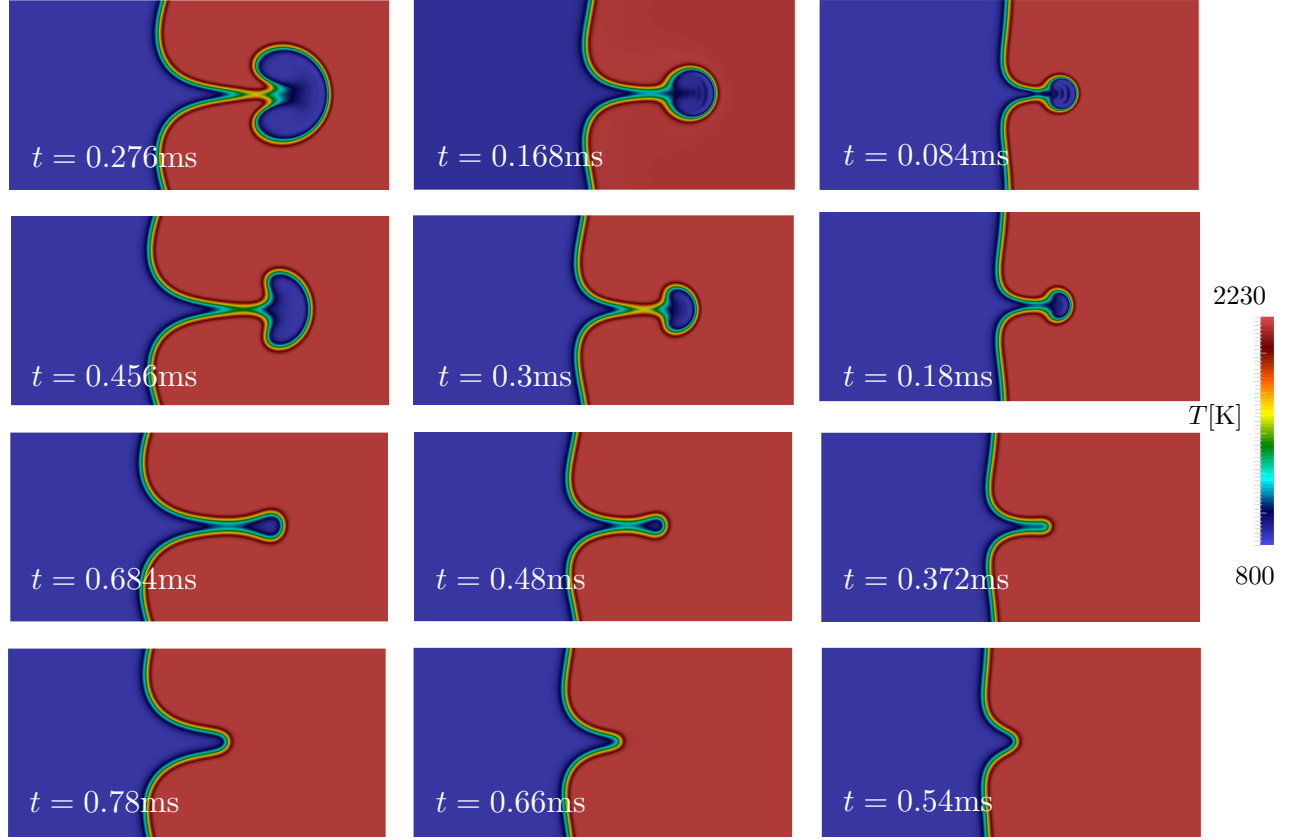 t = 0.276ms
t = 0.168ms
t = 0.084ms
t = 0.456ms
t = 0.3ms
t = 0.18ms
2230
T[K]
800
t = 0.684ms
t = 0.48ms
t = 0.372ms
t = 0.78ms
t = 0.66ms
t = 0.54ms